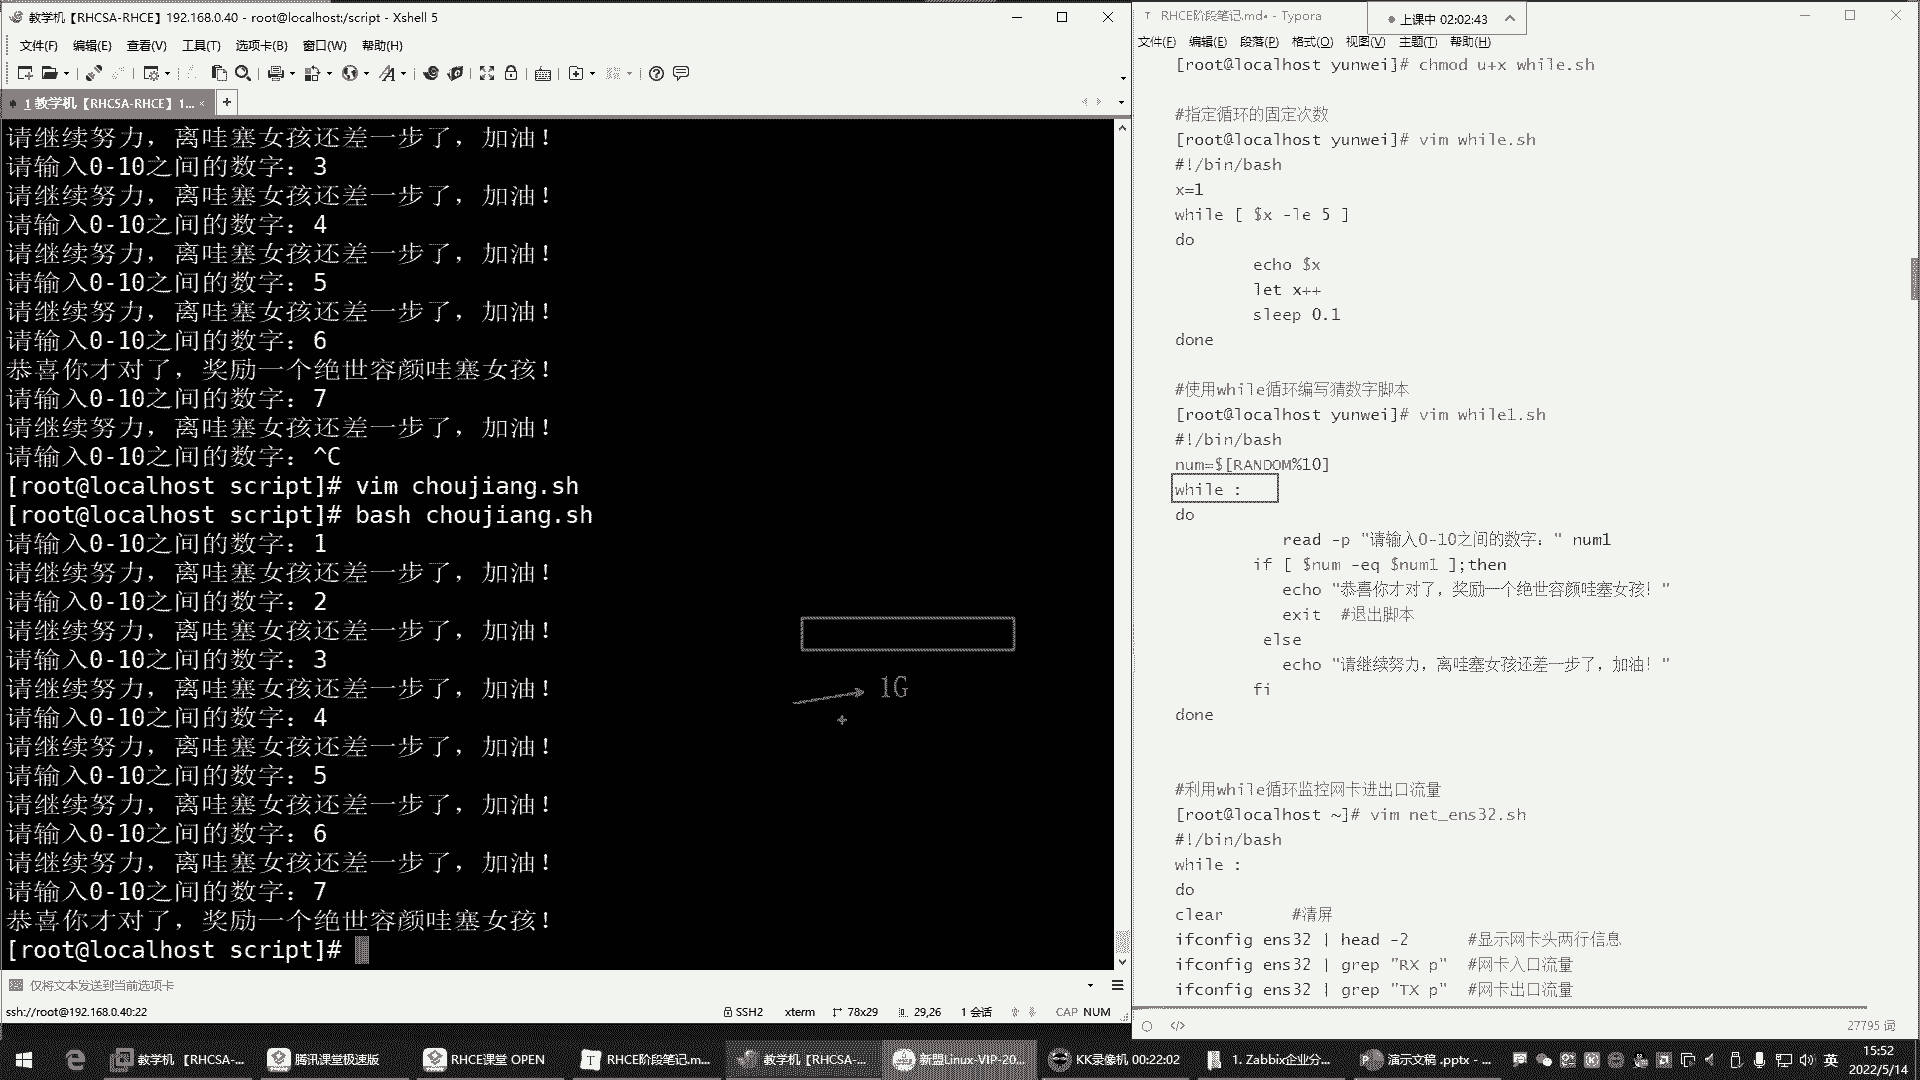 教学机【RHCSA-RHCE】192.168.0.40 - root@localhost:/script - Xshell 5
文件(F) 编辑(E) 查看(V) 工具(T) 选项卡(B) 窗口(W) 帮助(H)
1 教学机【RHCSA-RHCE】1...
请继续努力，离哇塞女孩还差一步了，加油！
请输入0-10之间的数字：3
请继续努力，离哇塞女孩还差一步了，加油！
请输入0-10之间的数字：4
请继续努力，离哇塞女孩还差一步了，加油！
请输入0-10之间的数字：5
请继续努力，离哇塞女孩还差一步了，加油！
请输入0-10之间的数字：6
恭喜你才对了，奖励一个绝世容颜哇塞女孩！
请输入0-10之间的数字：7
请继续努力，离哇塞女孩还差一步了，加油！
请输入0-10之间的数字：^C
[root@localhost script]# vim choujiang.sh
[root@localhost script]# bash choujiang.sh
请输入0-10之间的数字：1
请继续努力，离哇塞女孩还差一步了，加油！
请输入0-10之间的数字：2
请继续努力，离哇塞女孩还差一步了，加油！
请输入0-10之间的数字：3
请继续努力，离哇塞女孩还差一步了，加油！
请输入0-10之间的数字：4
请继续努力，离哇塞女孩还差一步了，加油！
请输入0-10之间的数字：5
请继续努力，离哇塞女孩还差一步了，加油！
请输入0-10之间的数字：6
请继续努力，离哇塞女孩还差一步了，加油！
请输入0-10之间的数字：7
恭喜你才对了，奖励一个绝世容颜哇塞女孩！
[root@localhost script]#
1G
仅将文本发送到当前选项卡
ssh://root@192.168.0.40:22 SSH2 xterm 78x29 29,26 1 会话 CAP NUM
RHCE阶段笔记.md• - Typora
上课中 02:02:43
文件(F) 编辑(E) 段落(P) 格式(O) 视图(V) 主题(T) 帮助(H)
[root@localhost yunwei]# chmod u+x while.sh
#指定循环的固定次数
[root@localhost yunwei]# vim while.sh
#!/bin/bash
x=1
while [ $x -le 5 ]
do
echo $x
let x++
sleep 0.1
done
#使用while循环编写猜数字脚本
[root@localhost yunwei]# vim while1.sh
#!/bin/bash
num=$[RANDOM%10]
while :
do
read -p "请输入0-10之间的数字：" num1
if [ $num -eq $num1 ];then
echo "恭喜你才对了，奖励一个绝世容颜哇塞女孩！"
exit #退出脚本
else
echo "请继续努力，离哇塞女孩还差一步了，加油！"
fi
done
#利用while循环监控网卡进出口流量
[root@localhost ~]# vim net_ens32.sh
#!/bin/bash
while :
do
clear #清屏
ifconfig ens32 | head -2 #显示网卡头两行信息
ifconfig ens32 | grep "RX p" #网卡入口流量
ifconfig ens32 | grep "TX p" #网卡出口流量
27795 词
教学机【RHCSA-... 腾讯课堂极速版 RHCE课堂 OPEN RHCE阶段笔记.m... 教学机【RHCSA-... 新盟Linux-VIP-20... KK录像机 00:22:02 1. Zabbix企业分... 演示文稿 .pptx - ... 英
15:52
2022/5/14